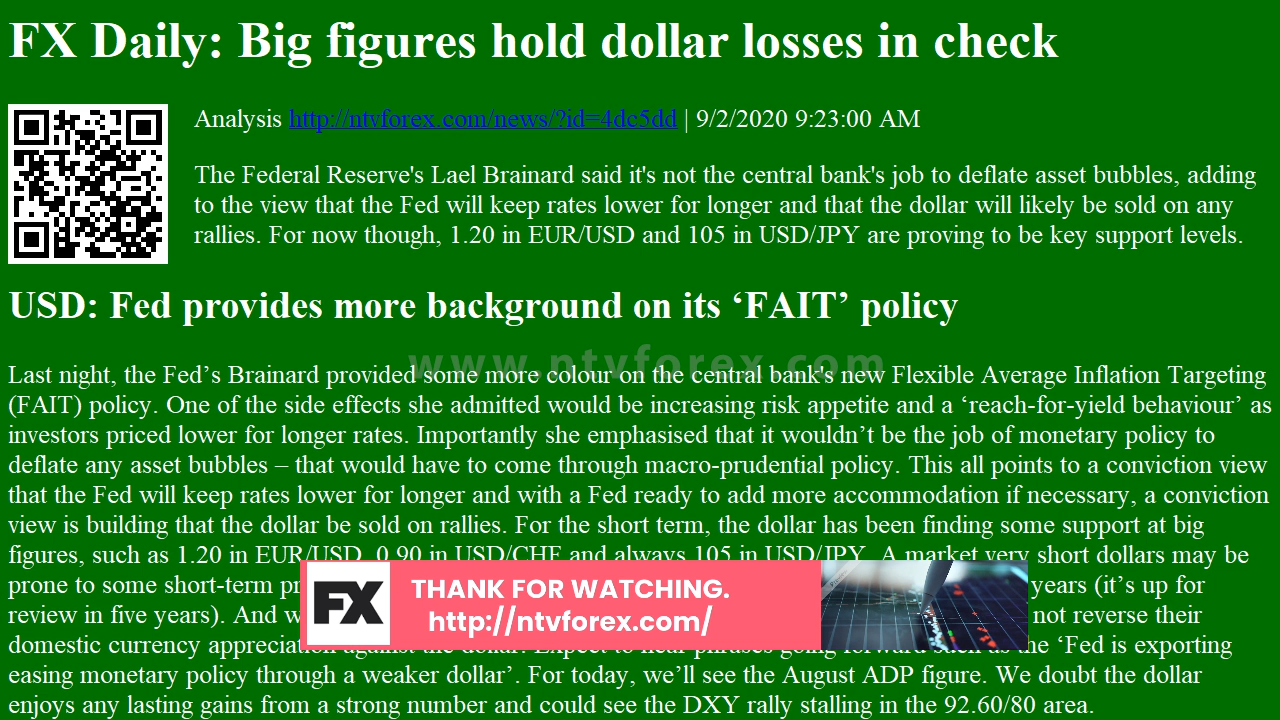 FX Daily: Big figures hold dollar losses in check
Analysis http://ntvforex.com/news/?id=4dc5dd | 9/2/2020 9:23:00 AM
The Federal Reserve's Lael Brainard said it's not the central bank's job to deflate asset bubbles, adding
to the view that the Fed will keep rates lower for longer and that the dollar will likely be sold on any
rallies. For now though, 1.20 in EUR/USD and 105 in USD/JPY are proving to be key support levels.
USD: Fed provides more background on its ‘FAIT’ policy
www.ntvforex.com
Last night, the Fed’s Brainard provided some more colour on the central bank's new Flexible Average Inflation Targeting
(FAIT) policy. One of the side effects she admitted would be increasing risk appetite and a ‘reach-for-yield behaviour’ as
investors priced lower for longer rates. Importantly she emphasised that it wouldn’t be the job of monetary policy to
deflate any asset bubbles – that would have to come through macro-prudential policy. This all points to a conviction view
that the Fed will keep rates lower for longer and with a Fed ready to add more accommodation if necessary, a conviction
view is building that the dollar be sold on rallies. For the short term, the dollar has been finding some support at big
figures, such as 1.20 in EUR/USD, 0.90 in USD/CHF and always 105 in USD/JPY. A market very short dollars may be
prone to some short-term years (it’s up for
review in five years). And not reverse their
domestic currency against the dollar. Expect to hear phrases going forward such as the ‘Fed is exporting
easing monetary policy through a weaker dollar’. For today, we’ll see the August ADP figure. We doubt the dollar
enjoys any lasting gains from a strong number and could see the DXY rally stalling in the 92.60/80 area.
FX
THANK FOR WATCHING.
http://ntvforex.com/